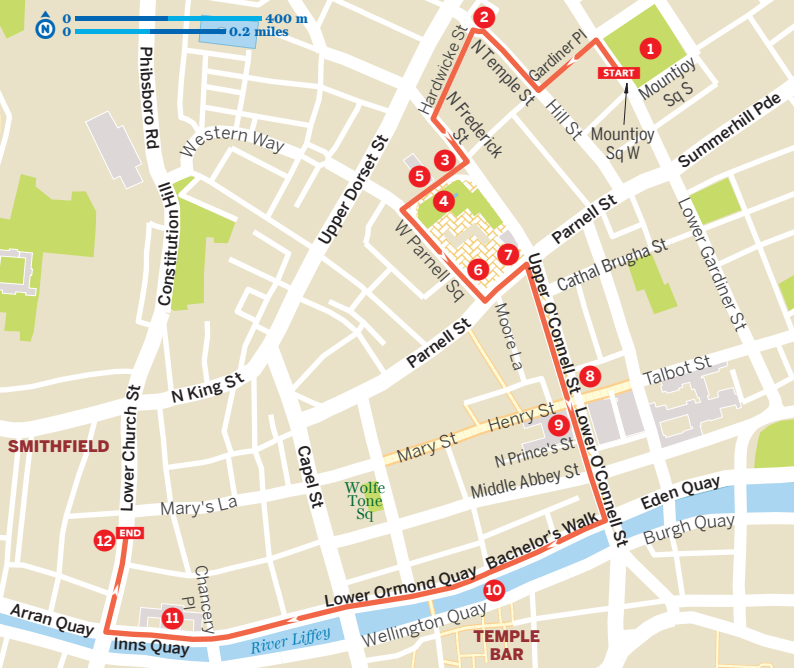 0 400 m
N
0 0.2 miles
2
1
START
Gardiner Pl
Hardwicke St
N Temple St
Hill St
Mountjoy
Sq S
Mountjoy
Sq W
Phibsboro Rd
Western Way
Upper Dorset St
N Frederick
St
Summerhill Pde
3
5
4
Parnell St
Constitution Hill
W Parnell Sq
7
6
Cathal Brugha St
Lower Gardiner St
Upper O'Connell St
Moore La
Parnell St
N King St
8
Talbot St
Henry St
9
Mary St
N Prince's St
Lower O'Connell St
Middle Abbey St
SMITHFIELD
Lower Church St
Capel St
Wolfe
Tone
Sq
Mary's La
Eden Quay
Burgh Quay
12
END
Bachelor's Walk
Lower Ormond Quay
10
Chancery
Pl
11
Arran Quay
Inns Quay
River Liffey
Wellington Quay
TEMPLE
BAR